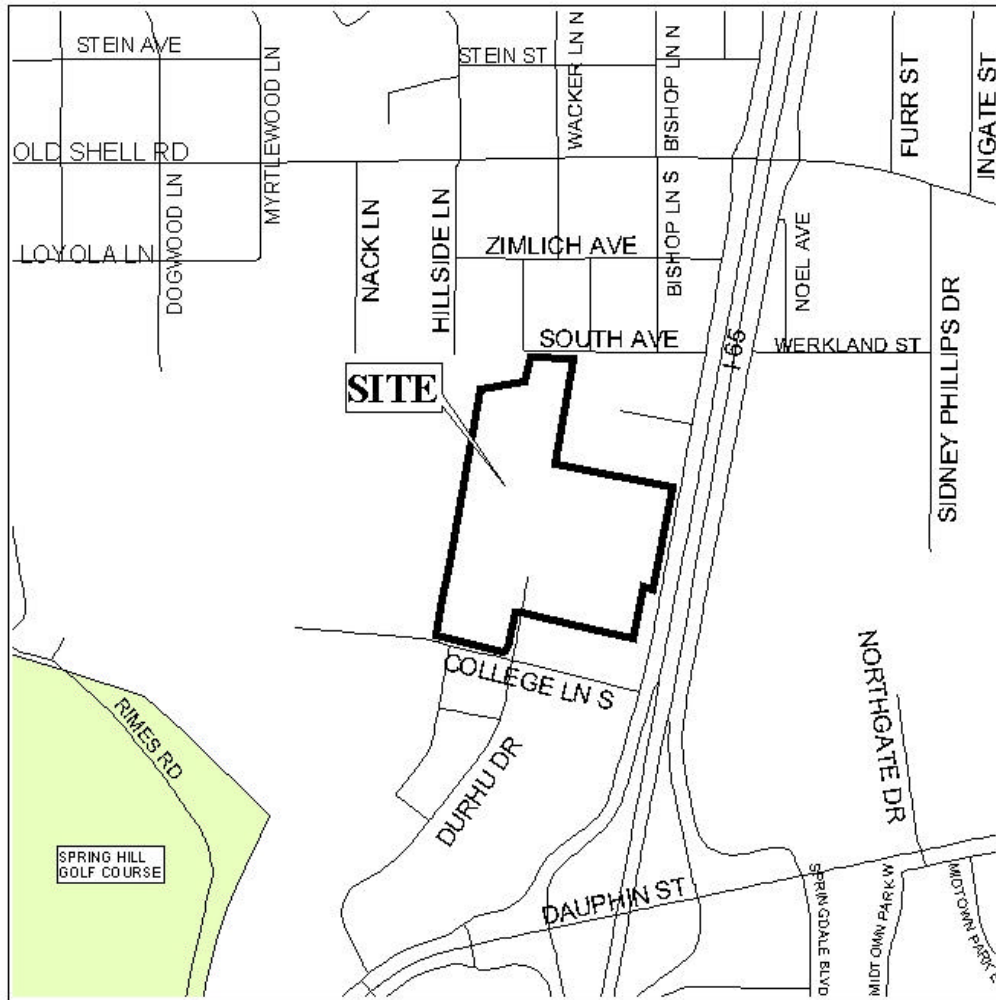 STEIN AVE
MYRTLEWOOD LN
STEIN ST
WACKER LN N
BISHOP LN N
FURR ST
INGATE ST
OLD SHELL RD
LOYOLA LN
DOGWOOD LN
NACK LN
HILLSIDE LN
ZIMLICH AVE
BISHOP LN S
NOEL AVE
SIDNEY PHILLIPS DR
SOUTH AVE
I 65
WERKLAND ST
SITE
COLLEGE LN S
RIMES RD
DURHU DR
NORTHGATE DR
SPRING HILL
GOLF COURSE
DAUPHIN ST
SPRINGDALE BLVD
MIDTOWN PARK W
MIDTOWN PARK